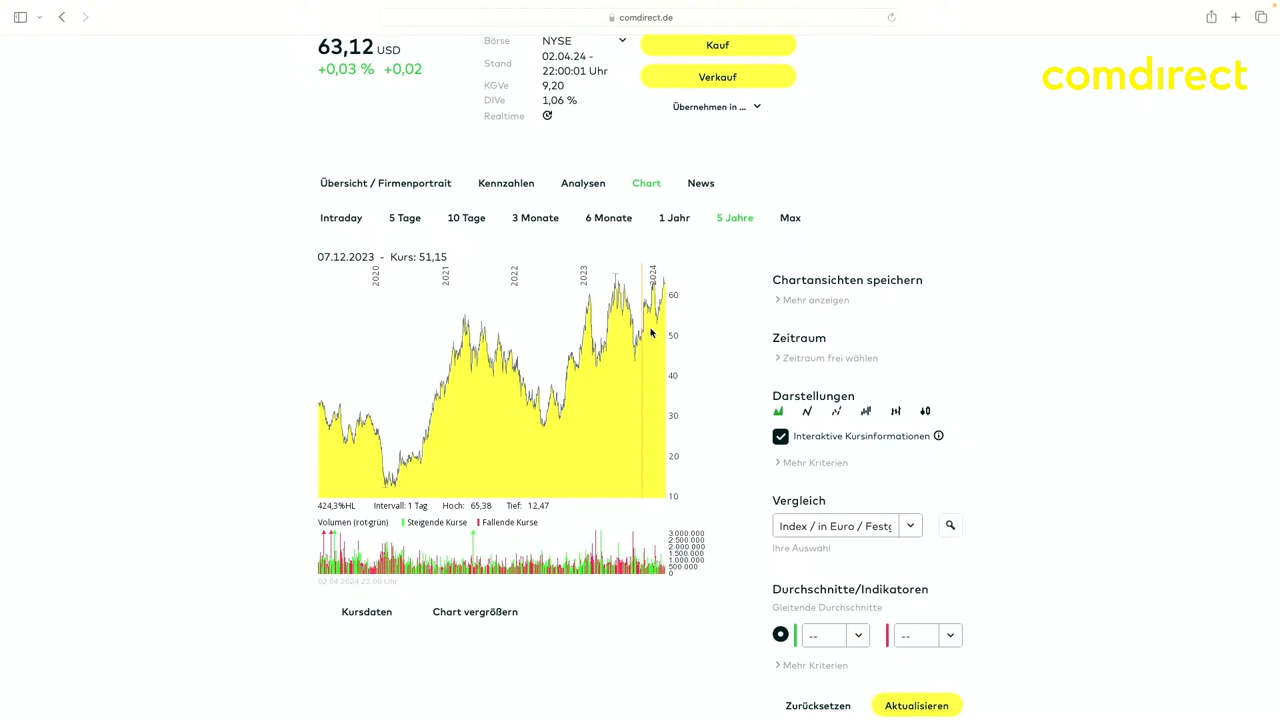 comdirect.de
63,12 USD
+0,03 % +0,02
Börse NYSE
Stand 02.04.24 -
22:00:01 Uhr
KGVe 9,20
DIVe 1,06 %
Realtime
Kauf
Verkauf
Übernehmen in ...
comdirect
Übersicht / Firmenportrait Kennzahlen Analysen Chart News
Intraday 5 Tage 10 Tage 3 Monate 6 Monate 1 Jahr 5 Jahre Max
07.12.2023 - Kurs: 51,15
2020 2021 2022 2023 2024
60
50
40
30
20
10
424,3%HL Intervall: 1 Tag Hoch: 65,38 Tief: 12,47
Volumen (rot-grün) Steigende Kurse Fallende Kurse
3 000.000
2 500.000
2 000.000
1 500.000
1 000.000
500.000
0
02.04.2024 22:00 Uhr
Kursdaten Chart vergrößern
Chartansichten speichern
Mehr anzeigen
Zeitraum
Zeitraum frei wählen
Darstellungen
Interaktive Kursinformationen
Mehr Kriterien
Vergleich
Index / in Euro / Festg
Ihre Auswahl
Durchschnitte/Indikatoren
Gleitende Durchschnitte
-- --
Mehr Kriterien
Zurücksetzen Aktualisieren